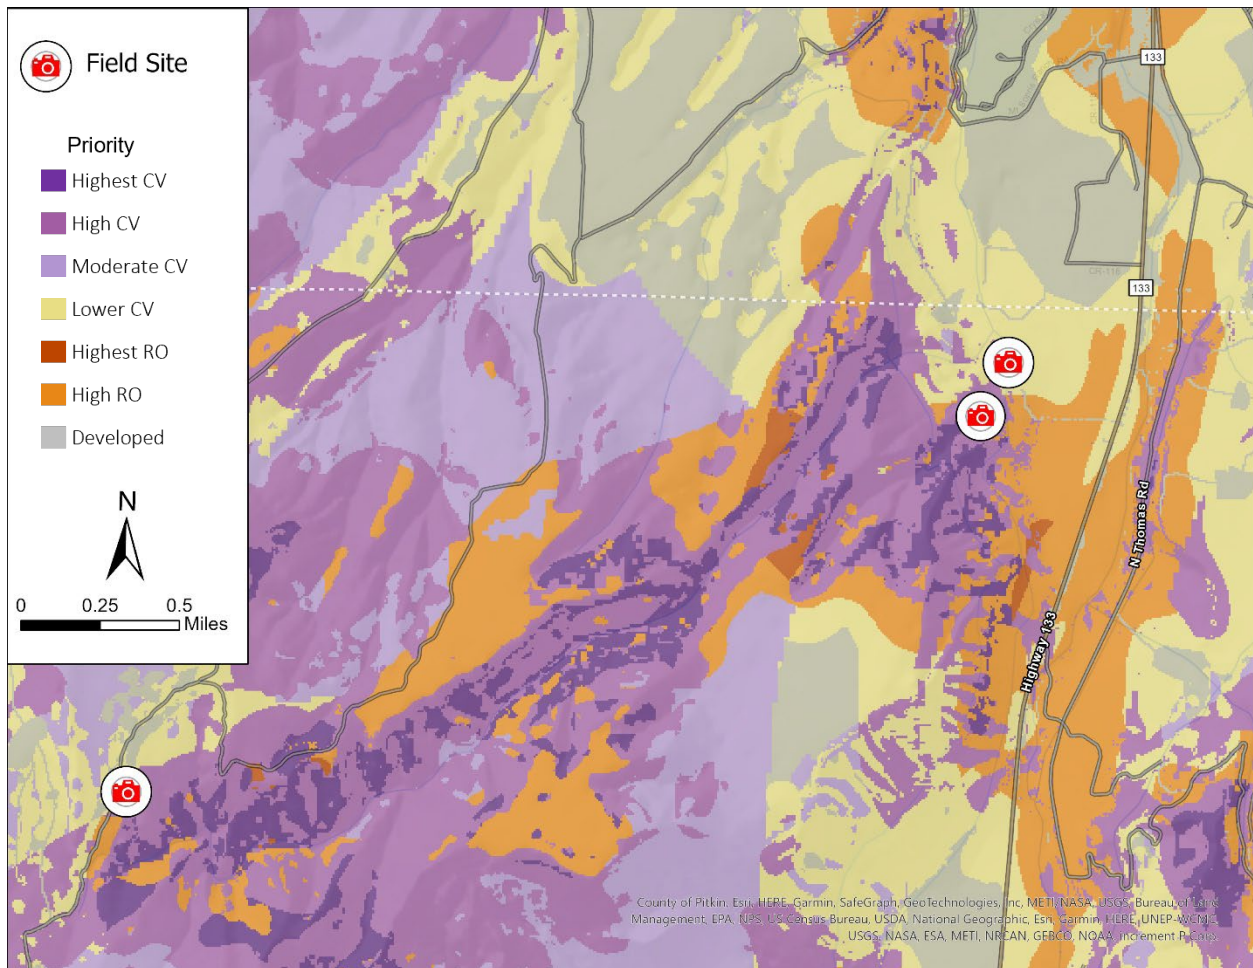 Field Site
Priority
Highest CV
High CV
Moderate CV
Lower CV
Highest RO
High RO
Developed
N
0 0.25 0.5
Miles
133
133
CR-116
N Thomas Rd
Highway 133
County of Pitkin, Esri, HERE, Garmin, SafeGraph, GeoTechnologies, Inc, METI/NASA, USGS, Bureau of Land
Management, EPA, NPS, US Census Bureau, USDA, National Geographic, Esri, Garmin, HERE, UNEP-WCMC,
USGS, NASA, ESA, METI, NRCAN, GEBCO, NOAA, increment P Corp.